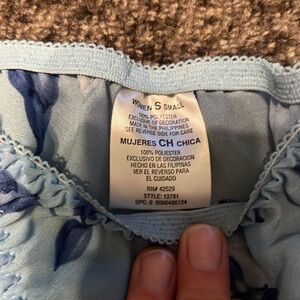 WOMEN S SMALL
100% POLYESTER
EXCLUSIVE OF DECORATION
MADE IN THE PHILIPPINES
SEE REVERSE SIDE FOR CARE
MUJERES CH CHICA
100% POLIESTER
EXCLUSIVO DE DECORACION
HECHO EN LAS FILIPINAS
VER EL REVERSO PARA
EL CUIDADO
RN# 42529
STYLE: 13781